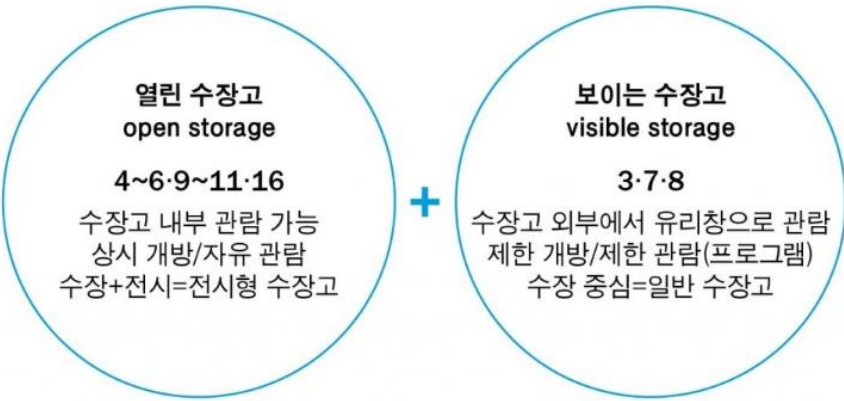 열린 수장고
open storage
4~6·9~11·16
수장고 내부 관람 가능
상시 개방/자유 관람
수장+전시=전시형 수장고
+
보이는 수장고
visible storage
3·7·8
수장고 외부에서 유리창으로 관람
제한 개방/제한 관람(프로그램)
수장 중심=일반 수장고